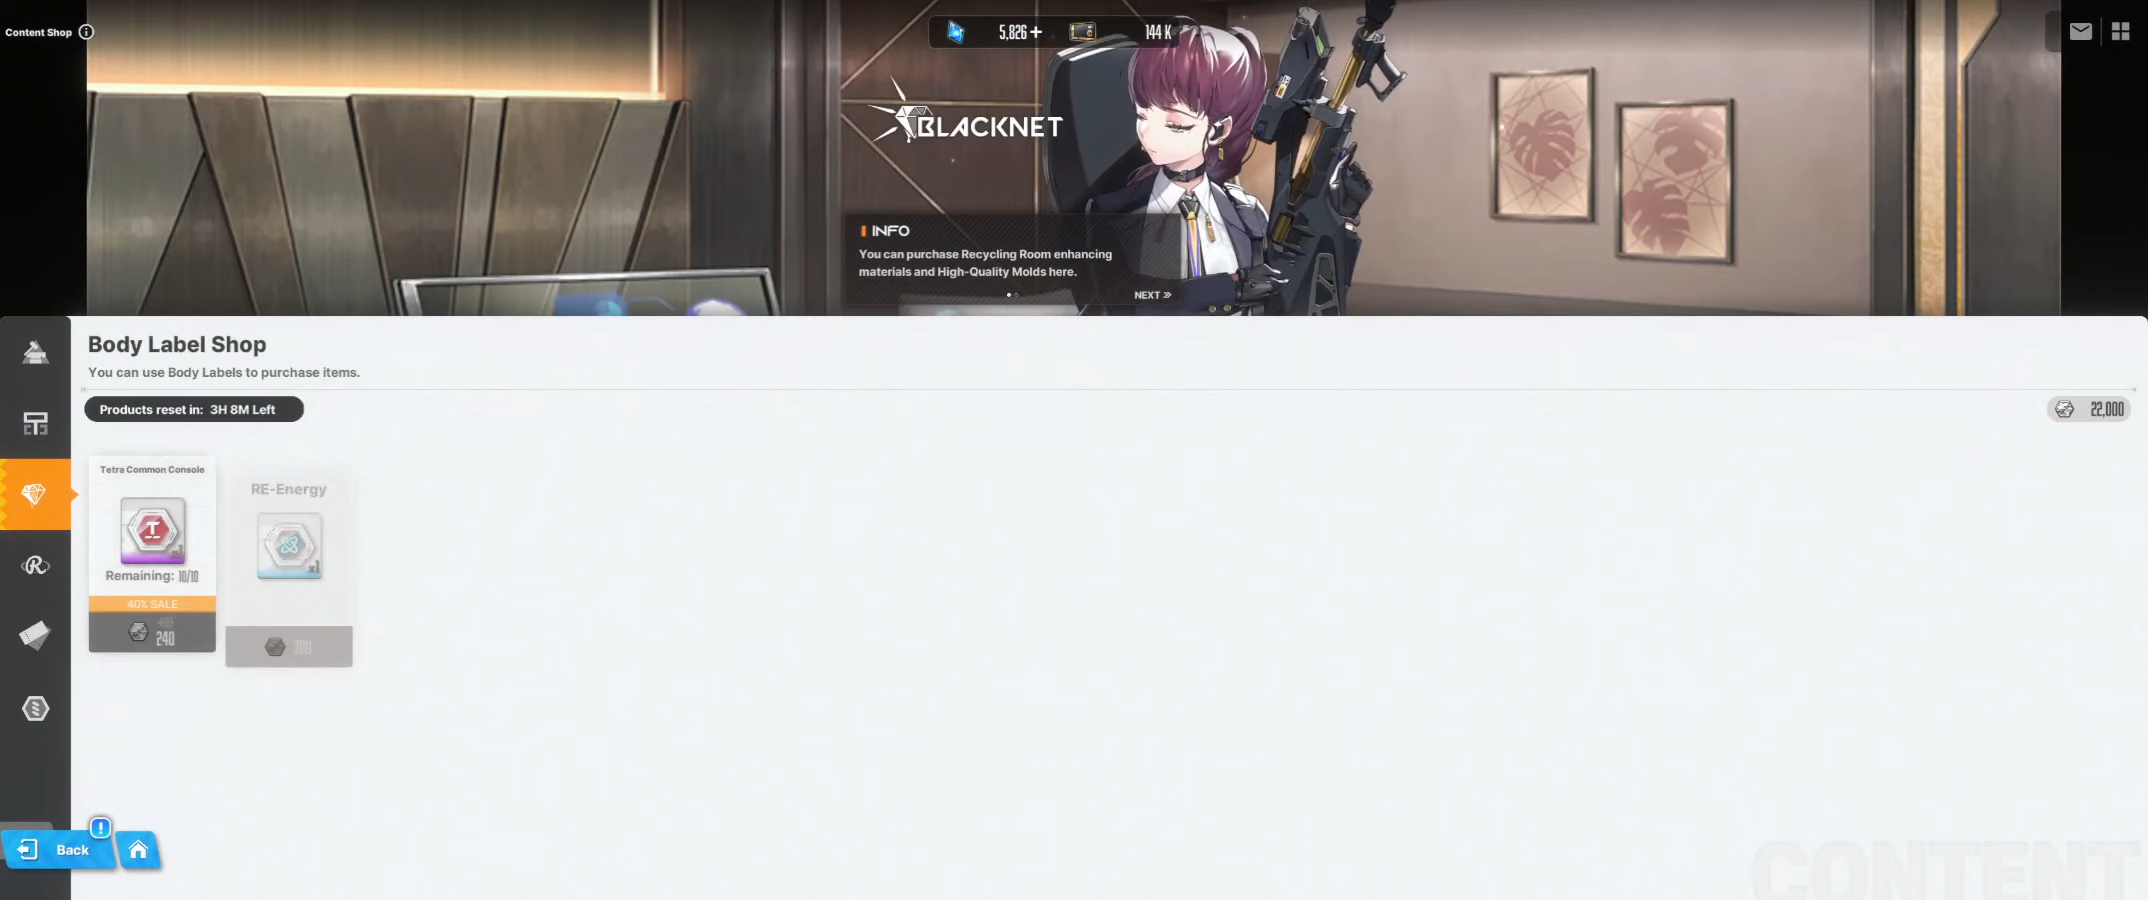 Content Shop
5,826
144 K
BLACKNET
INFO
You can purchase Recycling Room enhancing
materials and High-Quality Molds here.
NEXT
Body Label Shop
You can use Body Labels to purchase items.
Products reset in: 3H 8M Left
22,000
Tetra Common Console
x1
Remaining: 10/10
40% SALE
240
RE-Energy
x1
Back
CONTENT